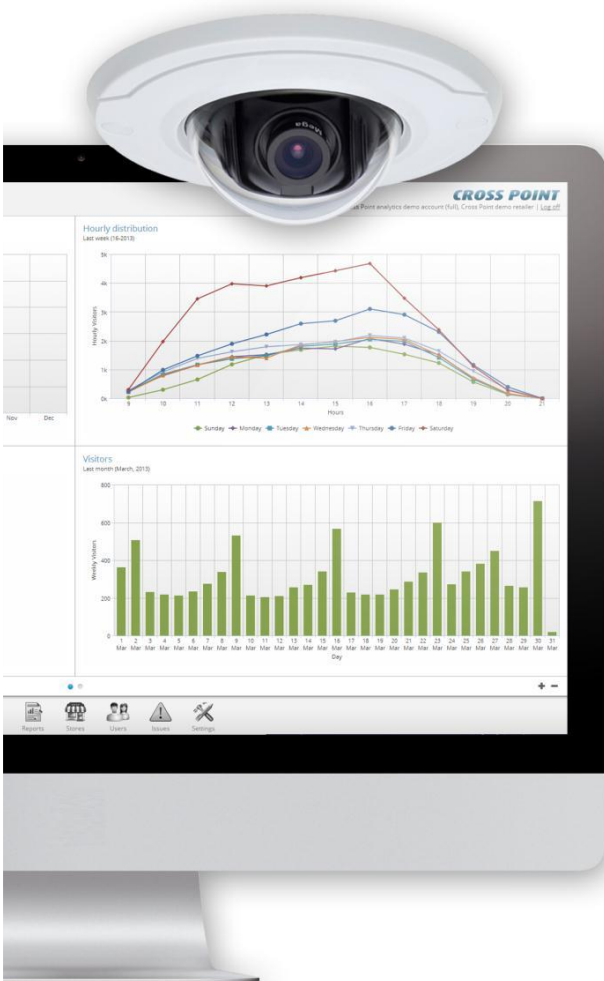 Mega
CROSS POINT
ss Point analytics demo account (full), Cross Point demo retailer | Log off
Hourly distribution
Last week (16-2013)
5k
4k
3k
2k
1k
0k
Hourly Visitors
9 10 11 12 13 14 15 16 17 18 19 20 21
Hours
Sunday Monday Tuesday Wednesday Thursday Friday Saturday
Nov Dec
Visitors
Last month (March, 2013)
800
600
400
200
0
Weekly Visitors
1 2 3 4 5 6 7 8 9 10 11 12 13 14 15 16 17 18 19 20 21 22 23 24 25 26 27 28 29 30 31
Mar Mar Mar Mar Mar Mar Mar Mar Mar Mar Mar Mar Mar Mar Mar Mar Mar Mar Mar Mar Mar Mar Mar Mar Mar Mar Mar Mar Mar Mar Mar
Day
Reports Stores Users Issues Settings